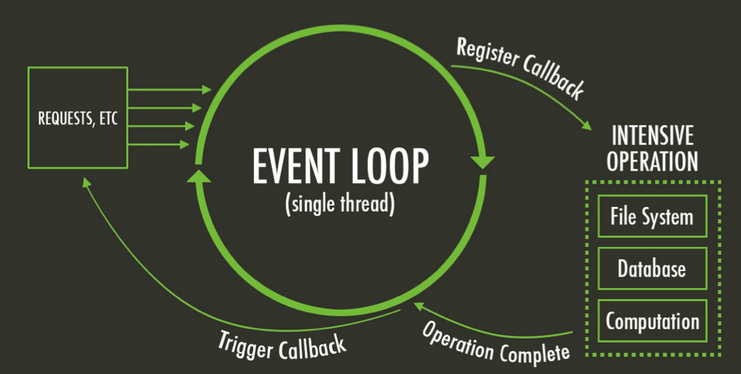 REQUESTS, ETC
EVENT LOOP
(single thread)
Register Callback
INTENSIVE
OPERATION
File System
Database
Computation
Operation Complete
Trigger Callback